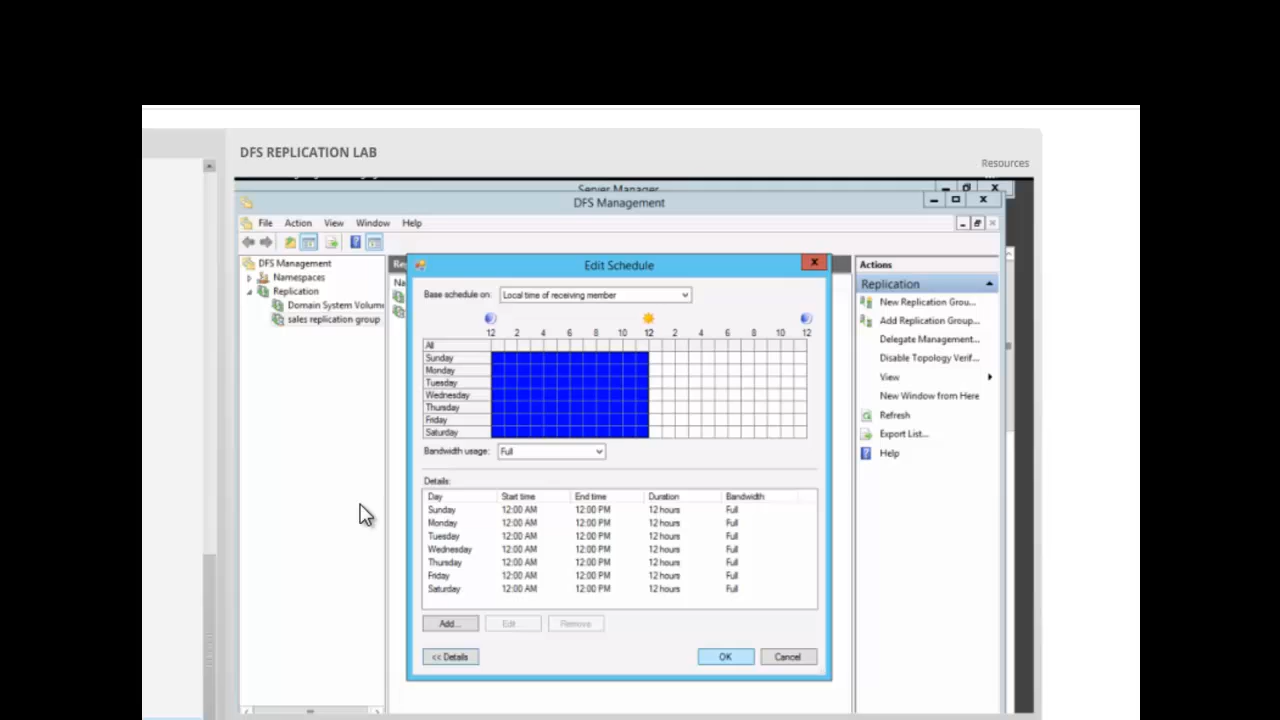 DFS REPLICATION LAB
Resources
Server Manager
DFS Management
File Action View Window Help
DFS Management
Namespaces
Replication
Domain System Volum
sales replication group
Edit Schedule
Base schedule on: Local time of receiving member
12 2 4 6 8 10 12 2 4 6 8 10 12
All
Sunday
Monday
Tuesday
Wednesday
Thursday
Friday
Saturday
Bandwidth usage: Full
Details:
Day Start time End time Duration Bandwidth
Sunday 12:00 AM 12:00 PM 12 hours Full
Monday 12:00 AM 12:00 PM 12 hours Full
Tuesday 12:00 AM 12:00 PM 12 hours Full
Wednesday 12:00 AM 12:00 PM 12 hours Full
Thursday 12:00 AM 12:00 PM 12 hours Full
Friday 12:00 AM 12:00 PM 12 hours Full
Saturday 12:00 AM 12:00 PM 12 hours Full
Add... Edit Remove
<< Details OK Cancel
Actions
Replication
New Replication Grou...
Add Replication Group...
Delegate Management...
Disable Topology Verif...
View
New Window from Here
Refresh
Export List...
Help